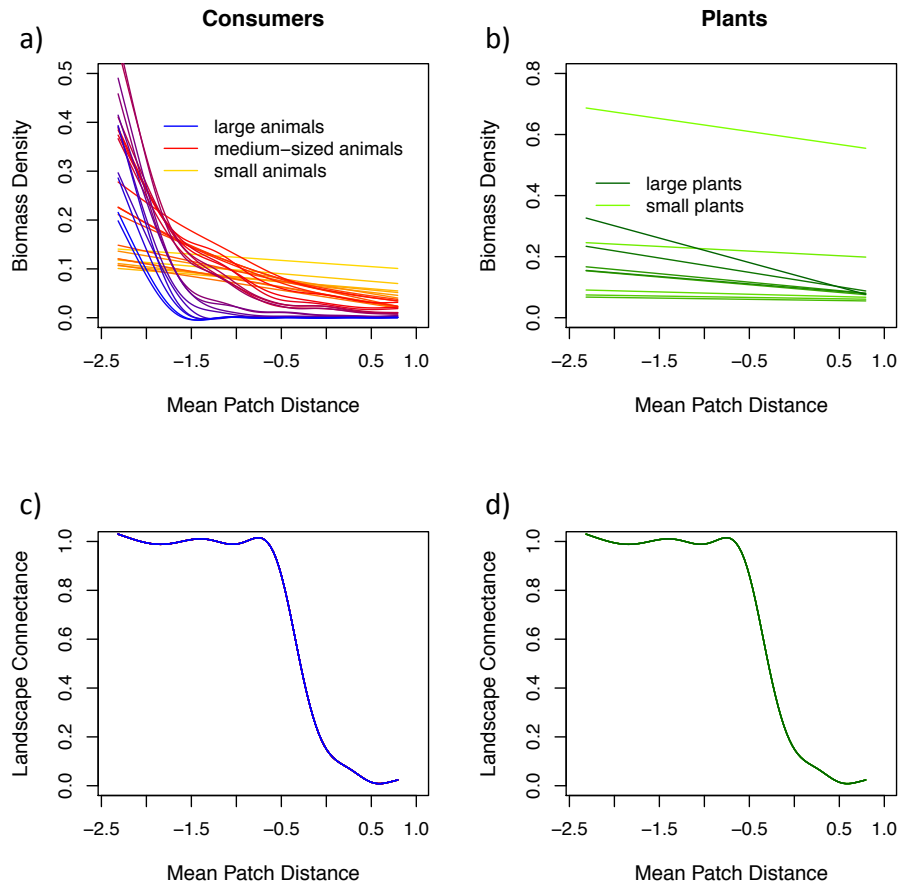 Consumers
Plants
a)
b)
Biomass Density
0.0 0.1 0.2 0.3 0.4 0.5
large animals
medium−sized animals
small animals
−2.5 −1.5 −0.5 0.5 1.0
Mean Patch Distance
Biomass Density
0.0 0.2 0.4 0.6 0.8
large plants
small plants
−2.5 −1.5 −0.5 0.5 1.0
Mean Patch Distance
c)
d)
Landscape Connectance
0.0 0.2 0.4 0.6 0.8 1.0
−2.5 −1.5 −0.5 0.5 1.0
Mean Patch Distance
Landscape Connectance
0.0 0.2 0.4 0.6 0.8 1.0
−2.5 −1.5 −0.5 0.5 1.0
Mean Patch Distance